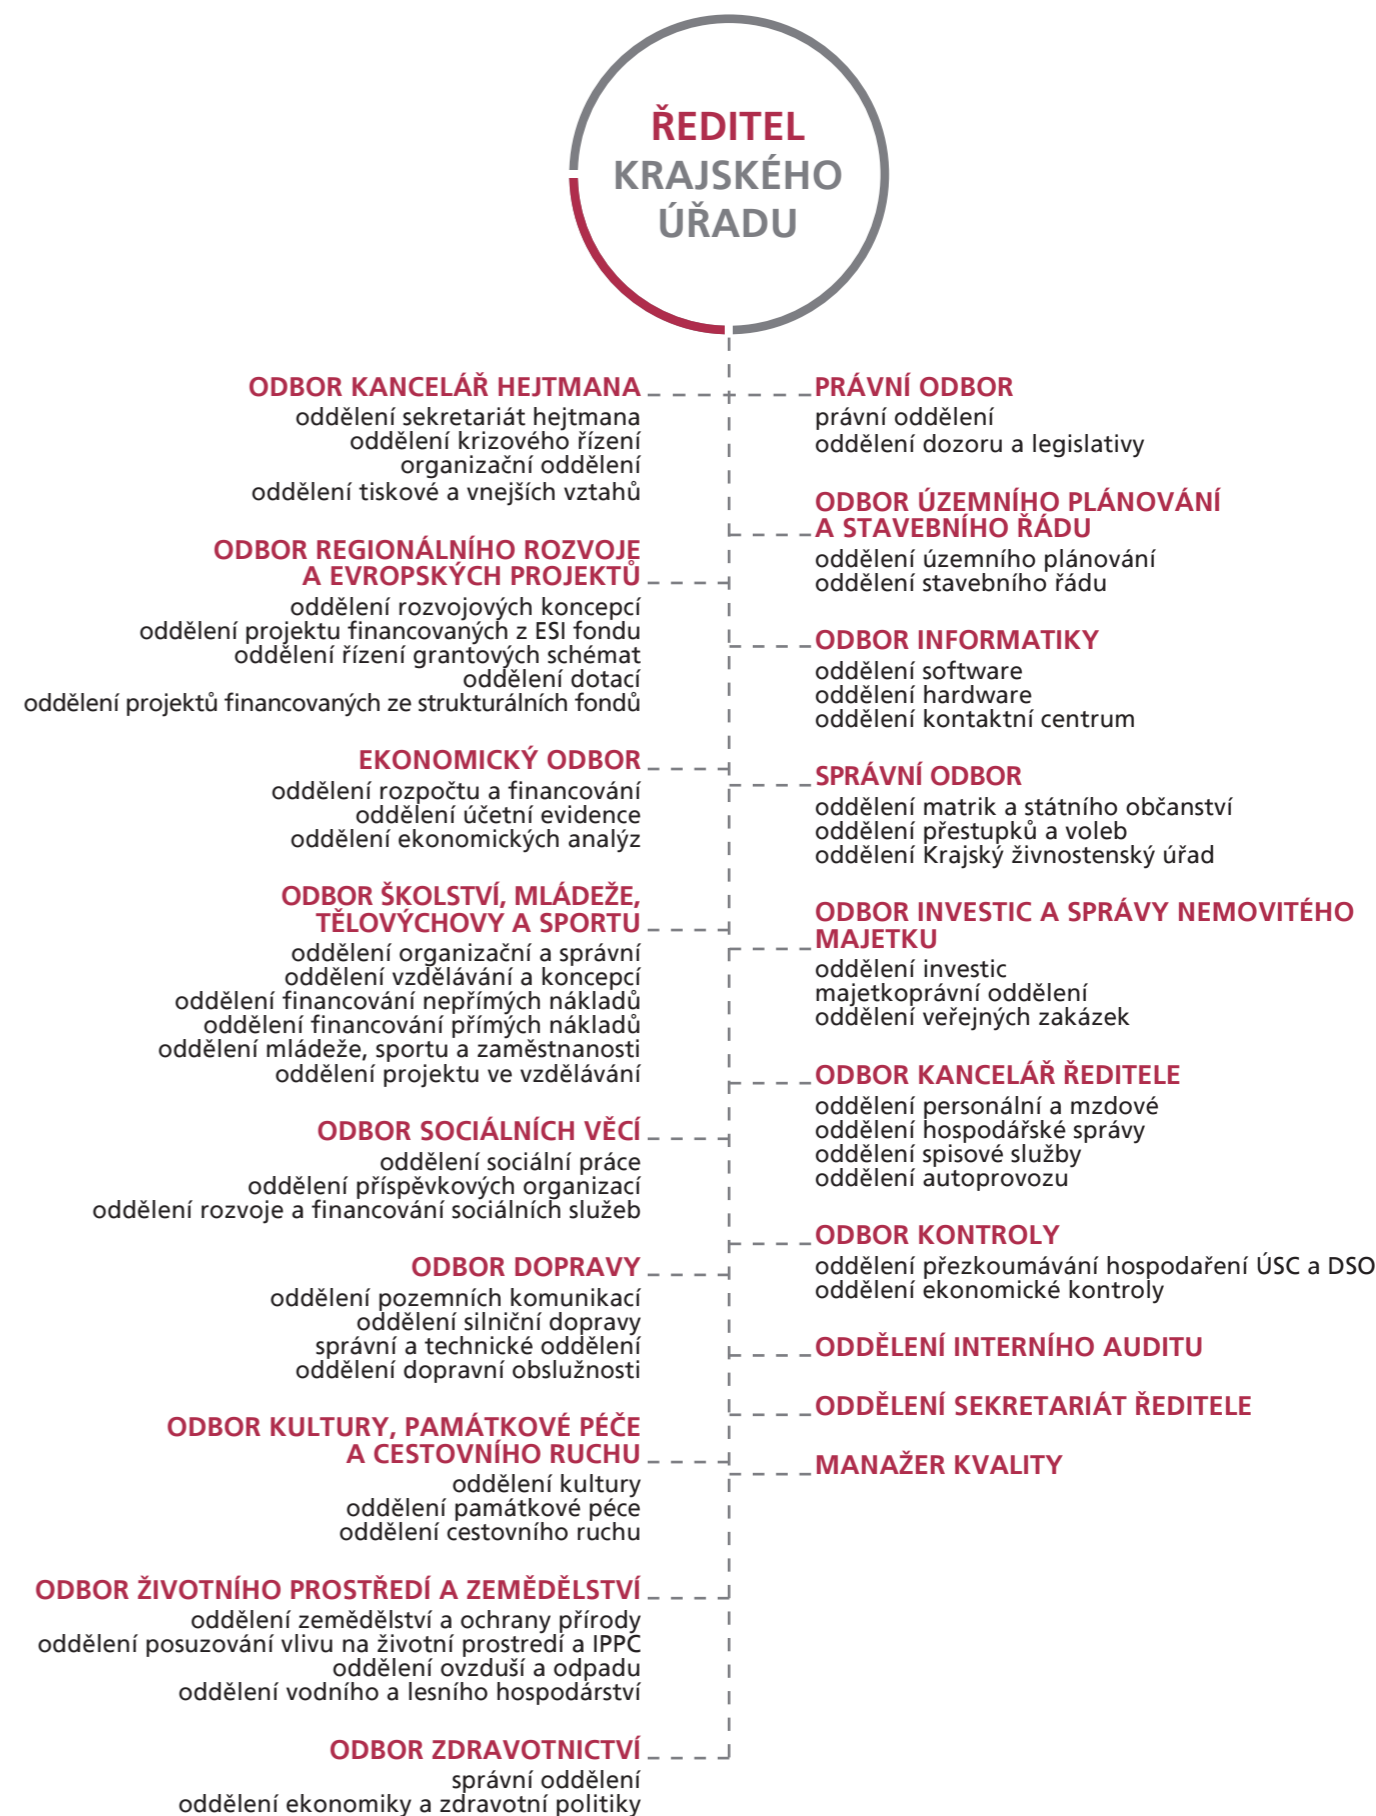 ŘEDITEL
KRAJSKÉHO
ÚŘADU
ODBOR KANCELÁŘ HEJTMANA
oddělení sekretariát hejtmana
oddělení krizového řízení
organizační oddělení
oddělení tiskové a vnejších vztahů
ODBOR REGIONÁLNÍHO ROZVOJE
A EVROPSKÝCH PROJEKTŮ
oddělení rozvojových koncepcí
oddělení projektu financovaných z ESI fondu
oddělení řízení grantových schémat
oddělení dotací
oddělení projektů financovaných ze strukturálních fondů
EKONOMICKÝ ODBOR
oddělení rozpočtu a financování
oddělení účetní evidence
oddělení ekonomických analýz
ODBOR ŠKOLSTVÍ, MLÁDEŽE,
TĚLOVÝCHOVY A SPORTU
oddělení organizační a správní
oddělení vzdělávání a koncepcí
oddělení financování nepřímých nákladů
oddělení financování přímých nákladů
oddělení mládeže, sportu a zaměstnanosti
oddělení projektu ve vzdělávání
ODBOR SOCIÁLNÍCH VĚCÍ
oddělení sociální práce
oddělení příspěvkových organizací
oddělení rozvoje a financování sociálních služeb
ODBOR DOPRAVY
oddělení pozemních komunikací
oddělení silniční dopravy
správní a technické oddělení
oddělení dopravní obslužnosti
ODBOR KULTURY, PAMÁTKOVÉ PÉČE
A CESTOVNÍHO RUCHU
oddělení kultury
oddělení památkové péce
oddělení cestovního ruchu
ODBOR ŽIVOTNÍHO PROSTŘEDÍ A ZEMĚDĚLSTVÍ
oddělení zemědělství a ochrany přírody
oddělení posuzování vlivu na životní prostredí a IPPC
oddělení ovzduší a odpadu
oddělení vodního a lesního hospodárství
ODBOR ZDRAVOTNICTVÍ
správní oddělení
oddělení ekonomiky a zdravotní politiky
PRÁVNÍ ODBOR
právní oddělení
oddělení dozoru a legislativy
ODBOR ÚZEMNÍHO PLÁNOVÁNÍ
A STAVEBNÍHO ŘÁDU
oddělení územního plánování
oddělení stavebního řádu
ODBOR INFORMATIKY
oddělení software
oddělení hardware
oddělení kontaktní centrum
SPRÁVNÍ ODBOR
oddělení matrik a státního občanství
oddělení přestupků a voleb
oddělení Krajský živnostenský úřad
ODBOR INVESTIC A SPRÁVY NEMOVITÉHO
MAJETKU
oddělení investic
majetkoprávní oddělení
oddělení veřejných zakázek
ODBOR KANCELÁŘ ŘEDITELE
oddělení personální a mzdové
oddělení hospodářské správy
oddělení spisové služby
oddělení autoprovozu
ODBOR KONTROLY
oddělení přezkoumávání hospodaření ÚSC a DSO
oddělení ekonomické kontroly
ODDĚLENÍ INTERNÍHO AUDITU
ODDĚLENÍ SEKRETARIÁT ŘEDITELE
MANAŽER KVALITY